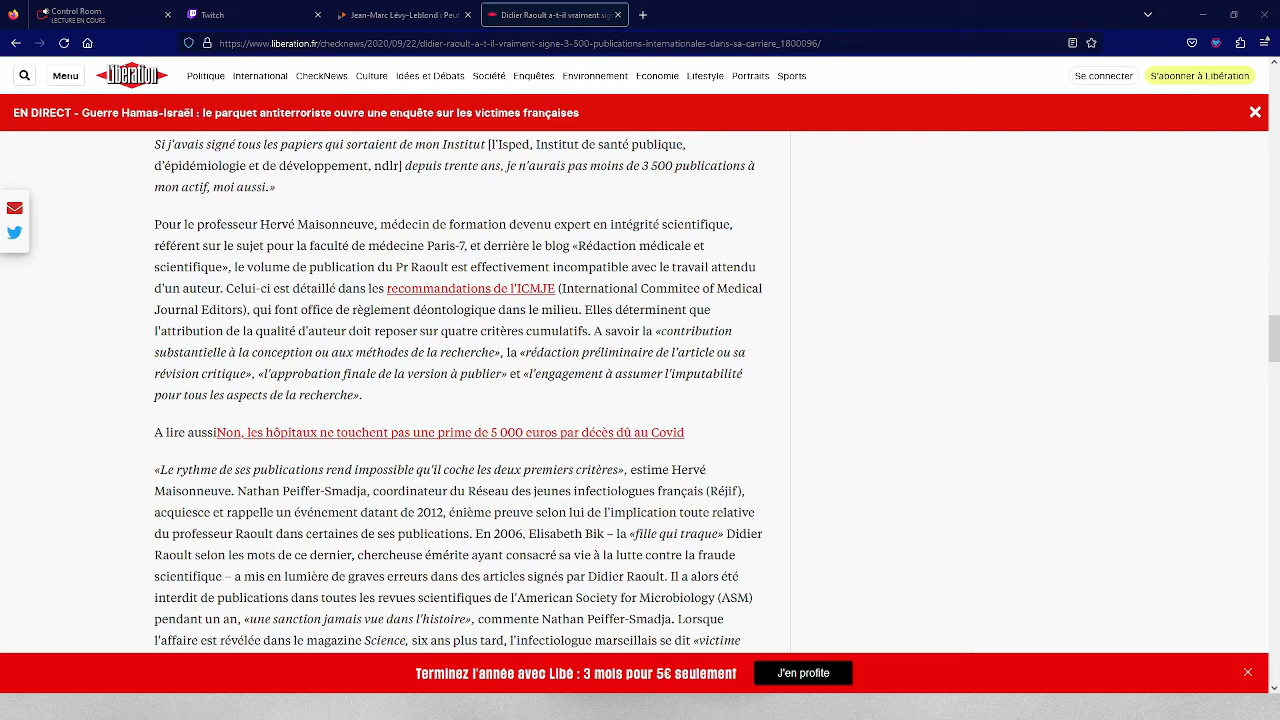 Control Room
LECTURE EN COURS
Twitch
Jean-Marc Lévy-Leblond : Peut
Didier Raoult a-t-il vraiment sig
https://www.liberation.fr/checknews/2020/09/22/didier-raoult-a-t-il-vraiment-signe-3-500-publications-internationales-dans-sa-carriere_1800096/
Menu
Libération
Politique International CheckNews Culture Idées et Débats Société Enquêtes Environnement Economie Lifestyle Portraits Sports
Se connecter
S'abonner à Libération
EN DIRECT - Guerre Hamas-Israël : le parquet antiterroriste ouvre une enquête sur les victimes françaises
Si j'avais signé tous les papiers qui sortaient de mon Institut [l'Isped, Institut de santé publique,
d'épidémiologie et de développement, ndlr] depuis trente ans, je n'aurais pas moins de 3 500 publications à
mon actif, moi aussi.»
Pour le professeur Hervé Maisonneuve, médecin de formation devenu expert en intégrité scientifique,
référent sur le sujet pour la faculté de médecine Paris-7, et derrière le blog «Rédaction médicale et
scientifique», le volume de publication du Pr Raoult est effectivement incompatible avec le travail attendu
d'un auteur. Celui-ci est détaillé dans les recommandations de l'ICMJE (International Commitee of Medical
Journal Editors), qui font office de règlement déontologique dans le milieu. Elles déterminent que
l'attribution de la qualité d'auteur doit reposer sur quatre critères cumulatifs. A savoir la «contribution
substantielle à la conception ou aux méthodes de la recherche», la «rédaction préliminaire de l'article ou sa
révision critique», «l'approbation finale de la version à publier» et «l'engagement à assumer l'imputabilité
pour tous les aspects de la recherche».
A lire aussiNon, les hôpitaux ne touchent pas une prime de 5 000 euros par décès dû au Covid
«Le rythme de ses publications rend impossible qu'il coche les deux premiers critères», estime Hervé
Maisonneuve. Nathan Peiffer-Smadja, coordinateur du Réseau des jeunes infectiologues français (Réjif),
acquiesce et rappelle un événement datant de 2012, énième preuve selon lui de l'implication toute relative
du professeur Raoult dans certaines de ses publications. En 2006, Elisabeth Bik – la «fille qui traque» Didier
Raoult selon les mots de ce dernier, chercheuse émérite ayant consacré sa vie à la lutte contre la fraude
scientifique – a mis en lumière de graves erreurs dans des articles signés par Didier Raoult. Il a alors été
interdit de publications dans toutes les revues scientifiques de l'American Society for Microbiology (ASM)
pendant un an, «une sanction jamais vue dans l'histoire», commente Nathan Peiffer-Smadja. Lorsque
l'affaire est révélée dans le magazine Science, six ans plus tard, l'infectiologue marseillais se dit «victime
Terminez l'année avec Libé : 3 mois pour 5€ seulement
J'en profite